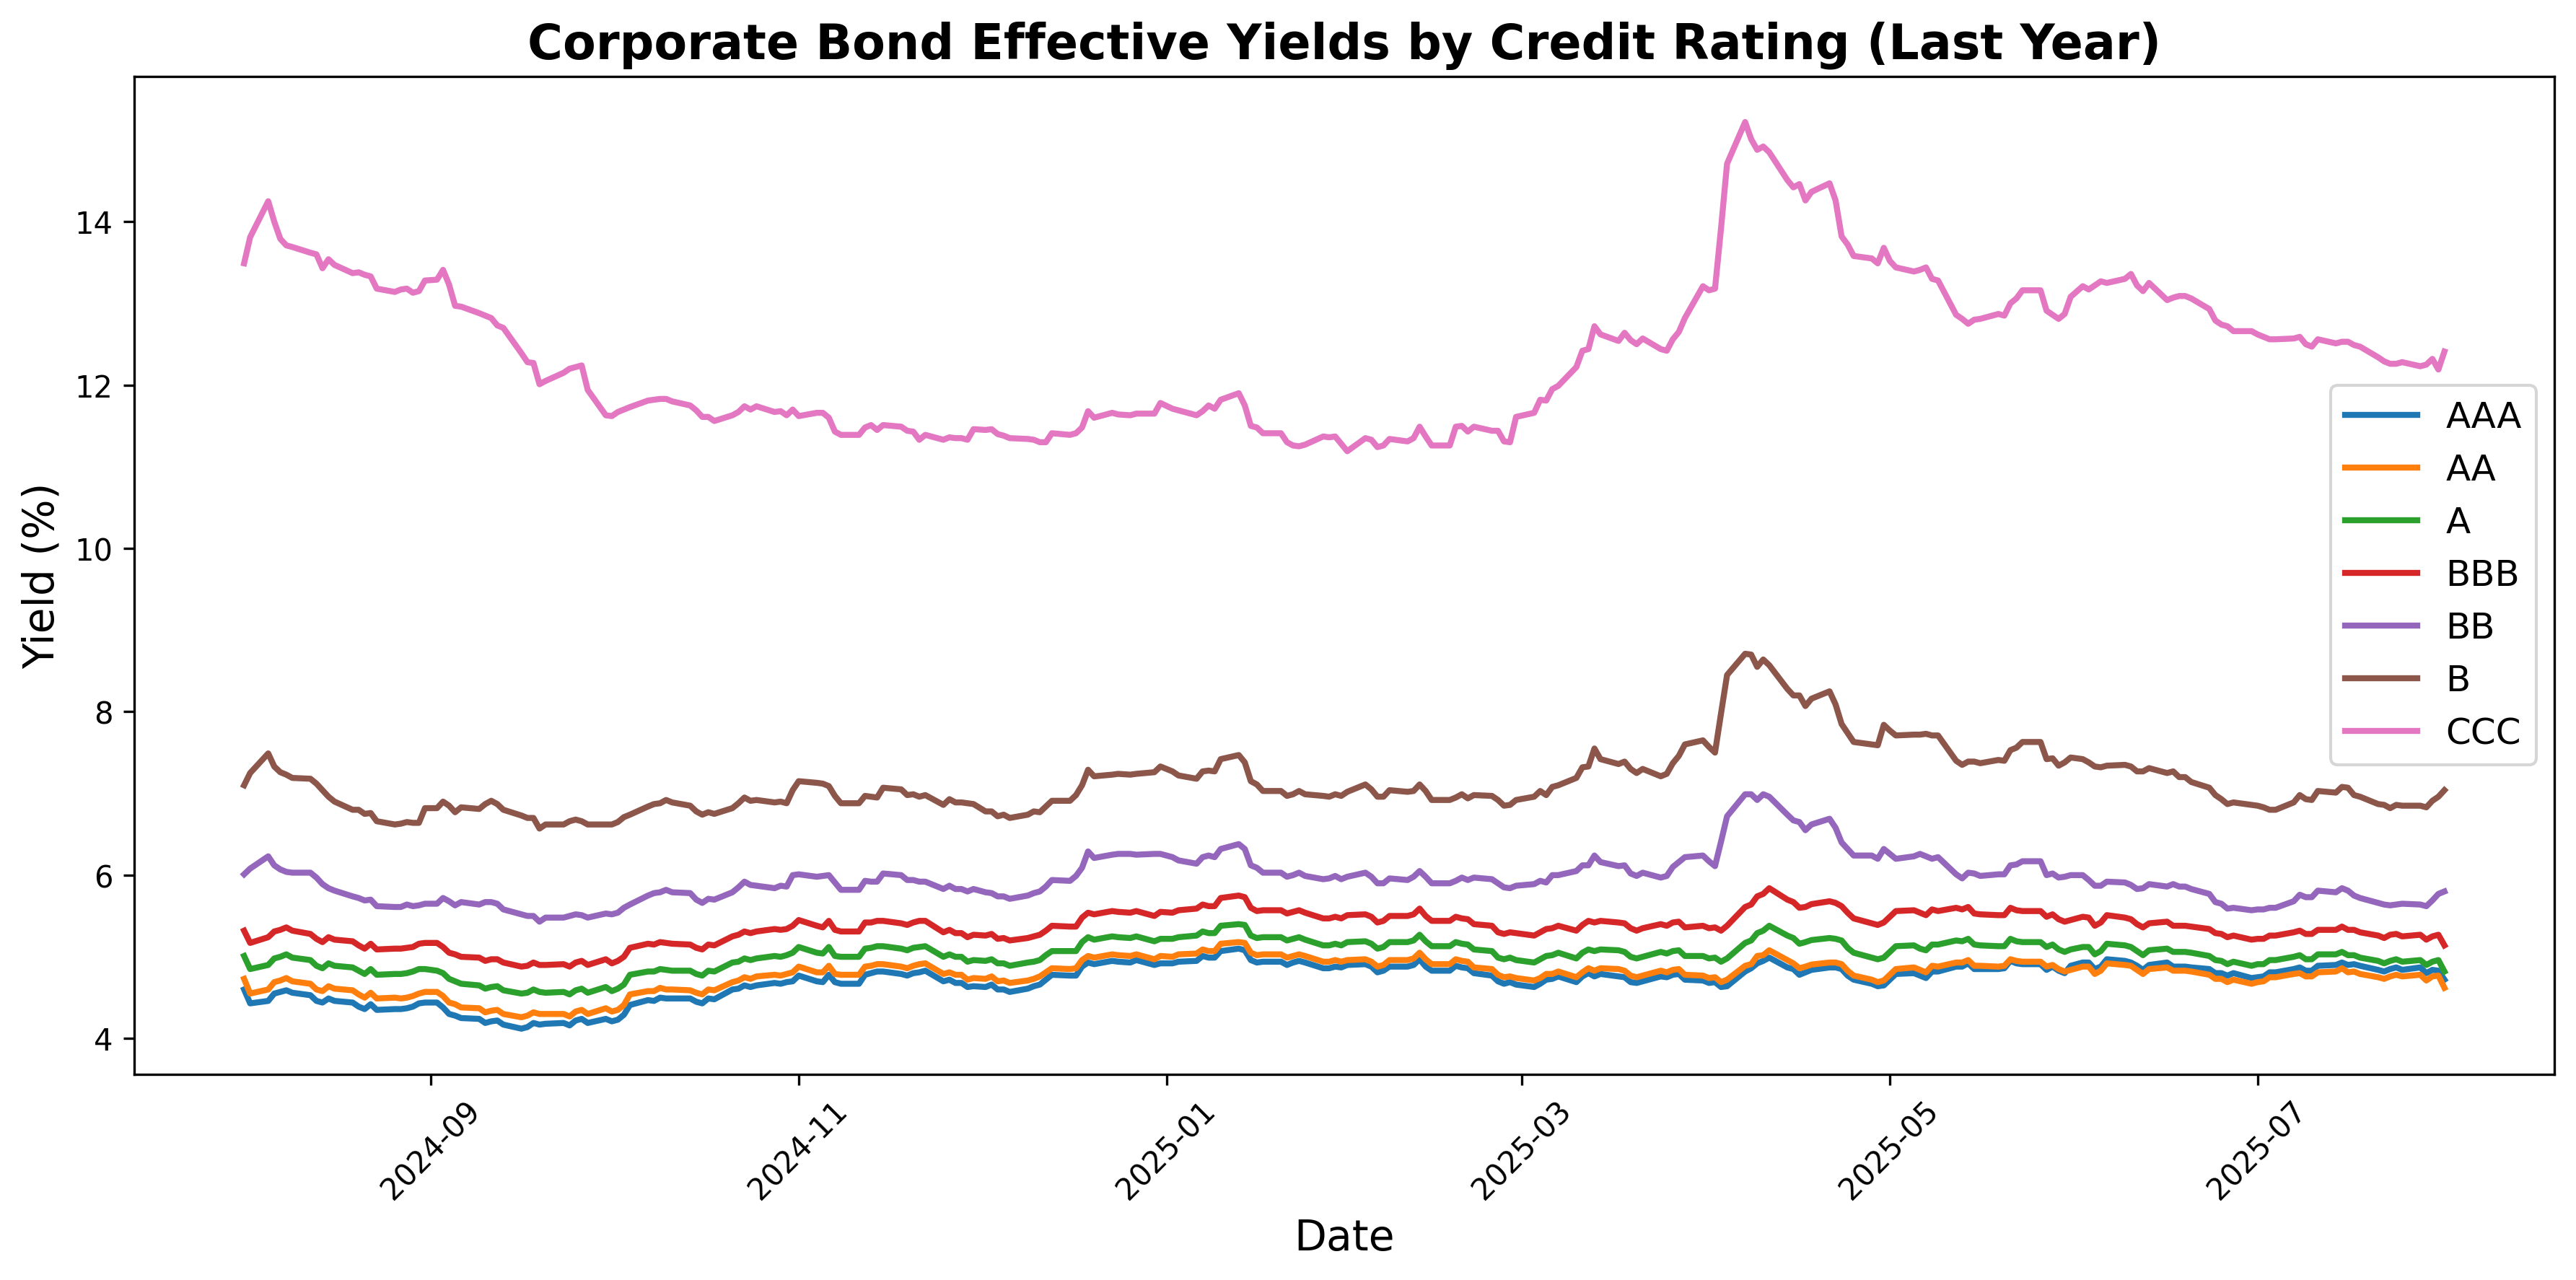 Corporate Bond Effective Yields by Credit Rating (Last Year)
Yield (%)
14
12
10
8
6
4
AAA
AA
A
BBB
BB
B
CCC
2024-09
2024-11
2025-01
2025-03
2025-05
2025-07
Date